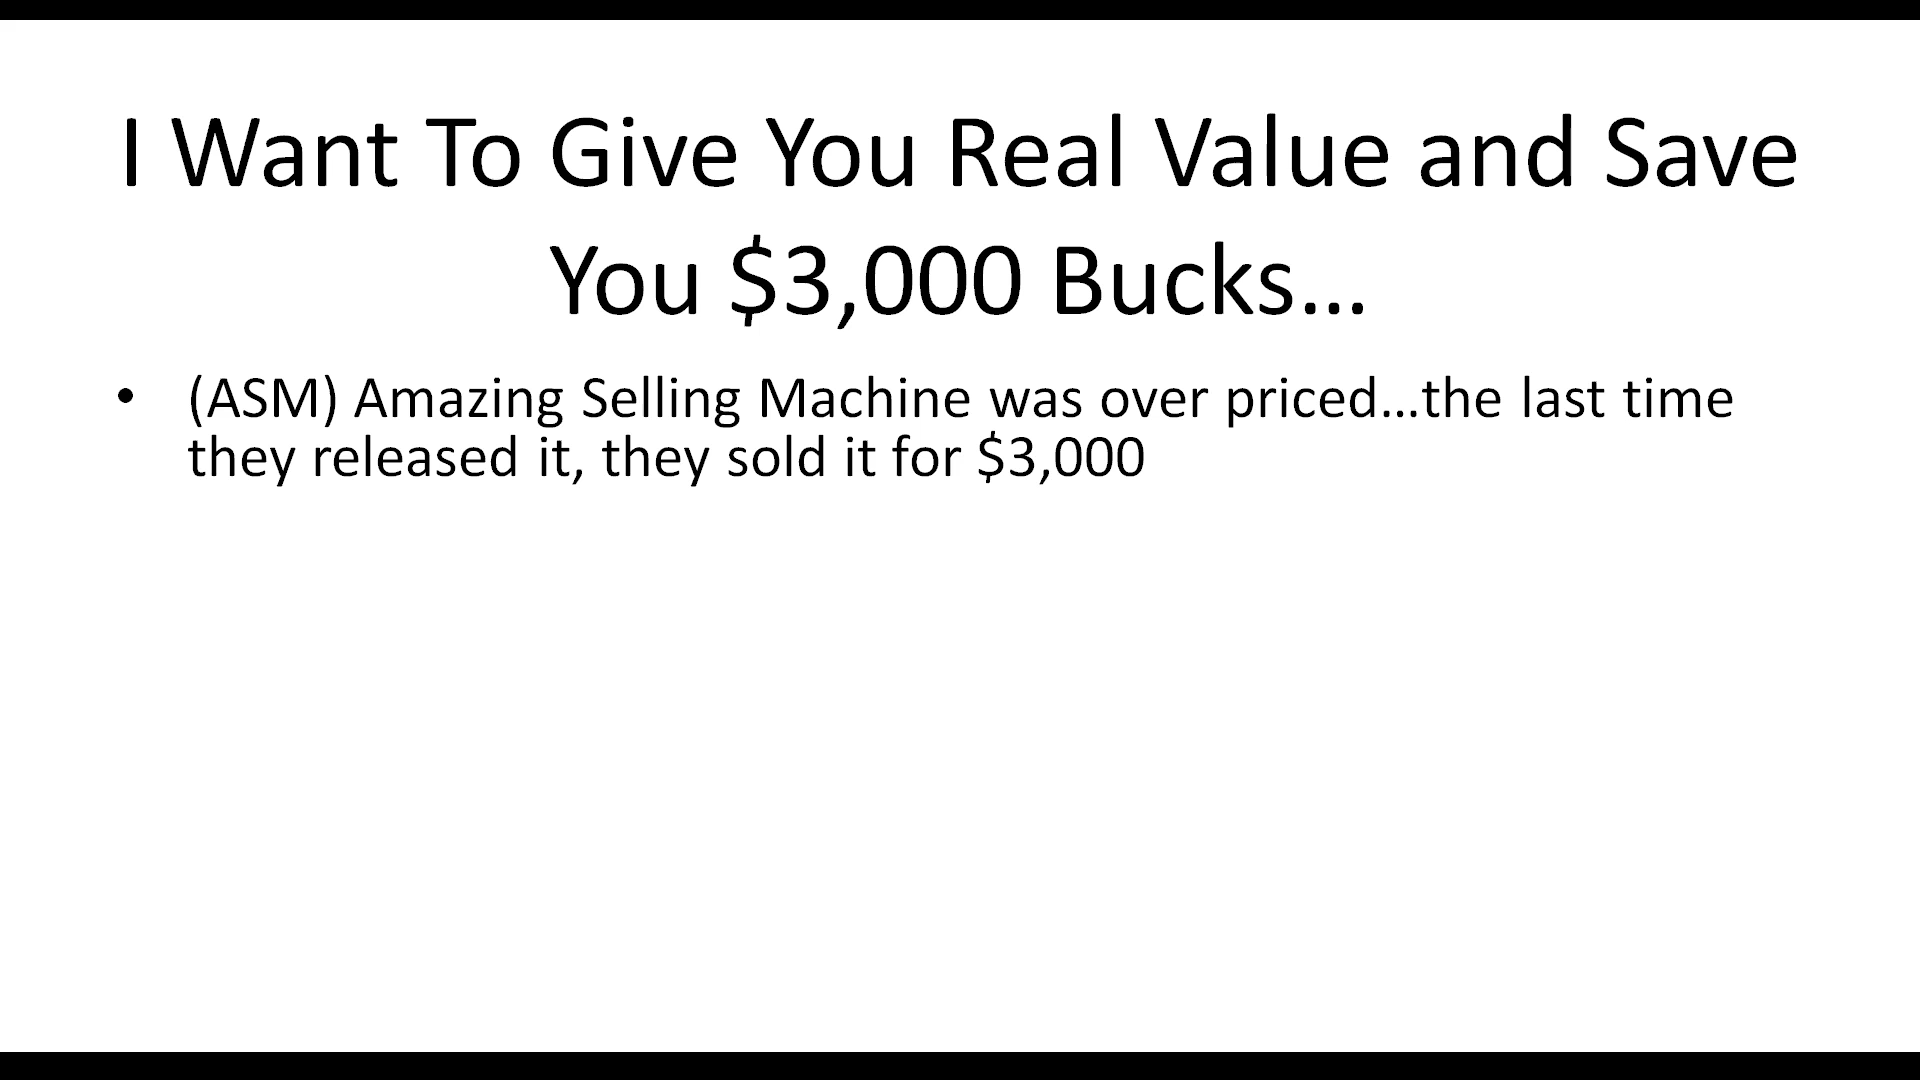 I Want To Give You Real Value and Save
You $3,000 Bucks...
• (ASM) Amazing Selling Machine was over priced...the last time
they released it, they sold it for $3,000